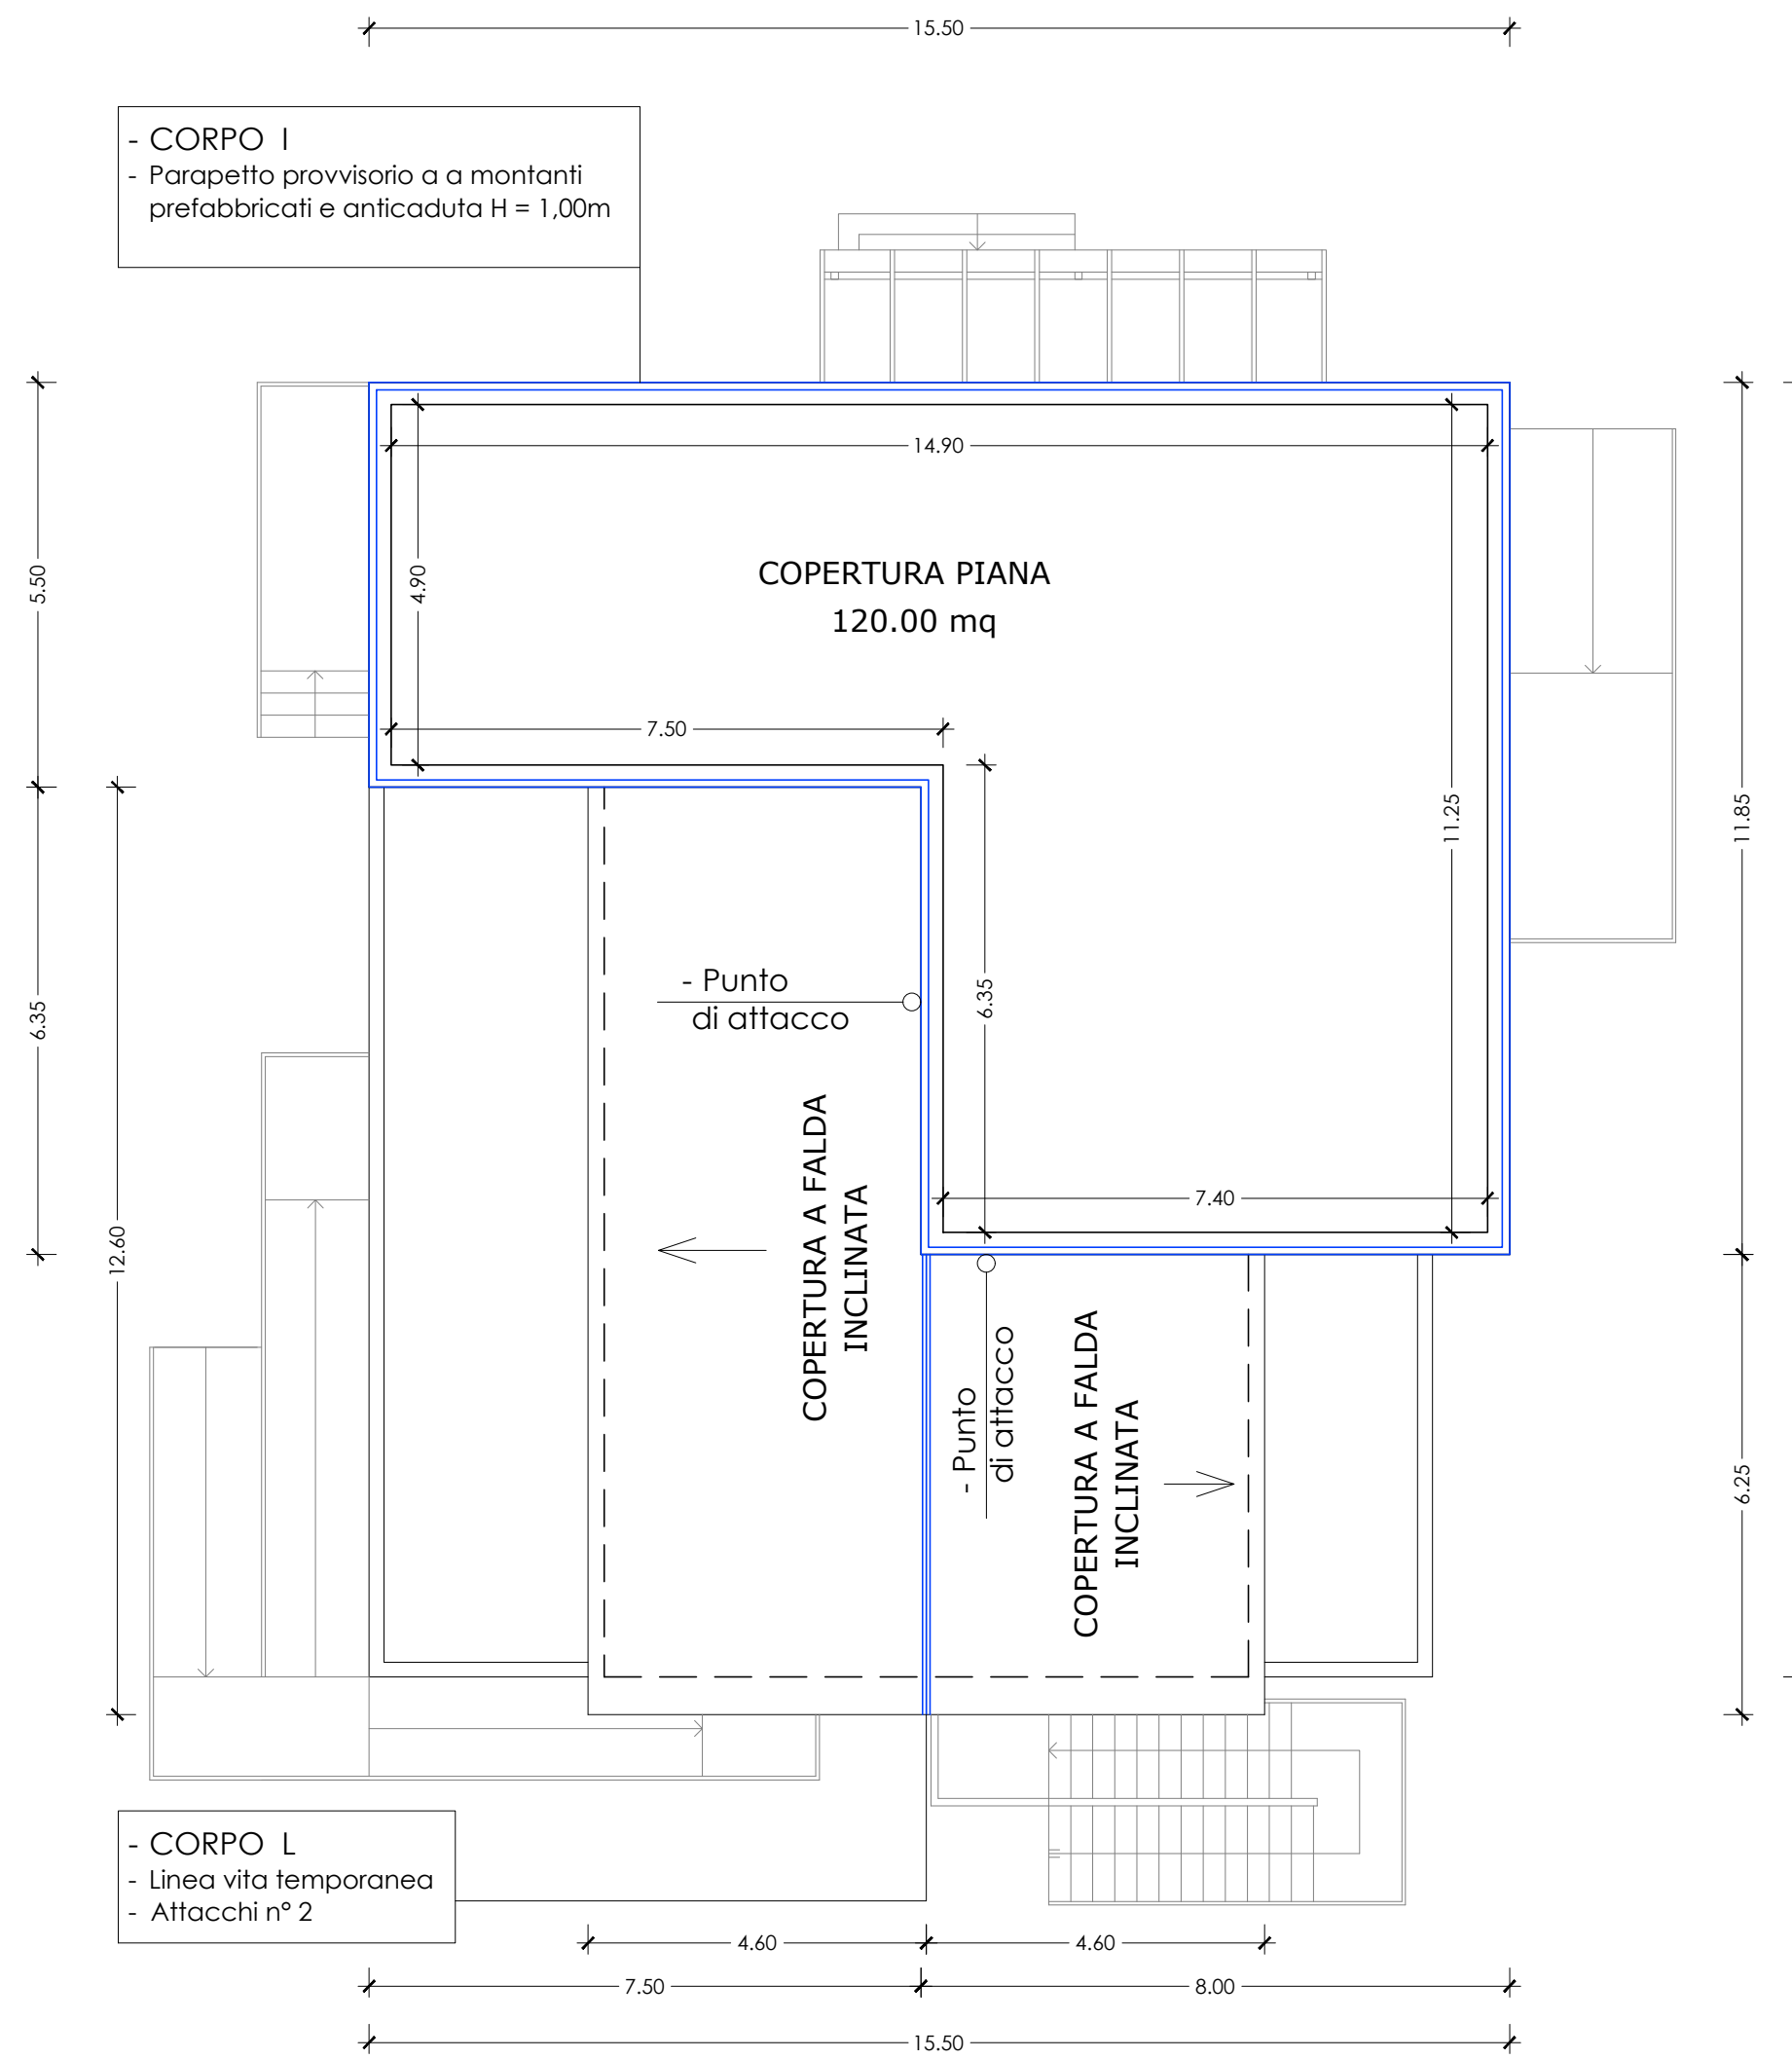 15.50
- CORPO I
- Parapetto provvisorio a a montanti
prefabbricati e anticaduta H = 1,00m
14.90
5.50
4.90
COPERTURA PIANA
120.00 mq
7.50
11.25
11.85
- Punto
di attacco
6.35
6.35
COPERTURA A FALDA
INCLINATA
7.40
12.60
- Punto
di attacco
COPERTURA A FALDA
INCLINATA
6.25
- CORPO L
- Linea vita temporanea
- Attacchi n° 2
4.60
4.60
7.50
8.00
15.50